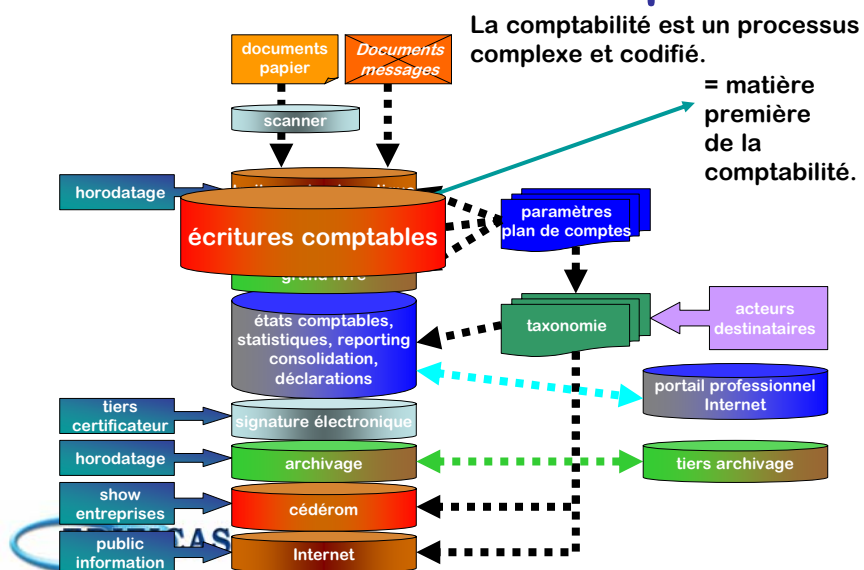 La comptabilité est un processus
complexe et codifié.
documents
papier
Documents
messages
= matière
première
de la
comptabilité.
scanner
horodatage
paramètres
plan de comptes
écritures comptables
grand livre
acteurs
destinataires
taxonomie
états comptables,
statistiques, reporting
consolidation,
déclarations
portail professionnel
Internet
tiers
certificateur
signature électronique
horodatage
archivage
tiers archivage
show
entreprises
cédérom
public
information
Internet